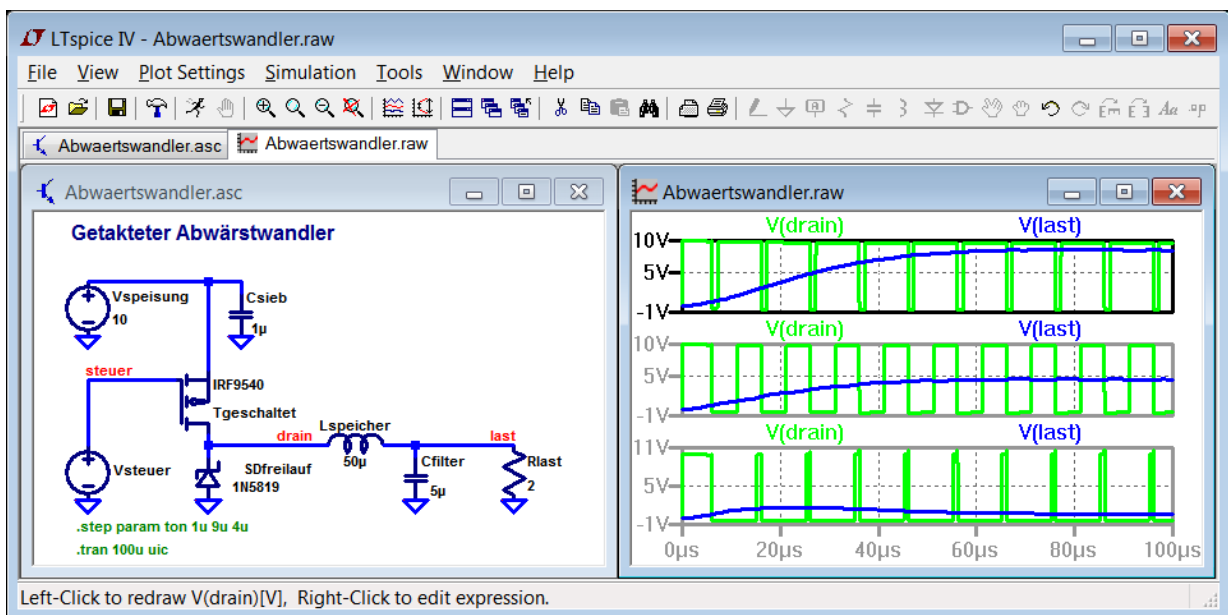 LTspice IV - Abwaertswandler.raw
File View Plot Settings Simulation Tools Window Help
Aa .op
Abwaertswandler.asc Abwaertswandler.raw
Abwaertswandler.asc
Getakteter Abwärstwandler
Vspeisung
10
Csieb
1µ
steuer
IRF9540
Tgeschaltet
drain
Lspeicher
50µ
last
Vsteuer
SDfreilauf
1N5819
Cfilter
5µ
Rlast
2
.step param ton 1u 9u 4u
.tran 100u uic
Abwaertswandler.raw
V(drain) V(last)
10V
5V
-1V
V(drain) V(last)
10V
5V
-1V
V(drain) V(last)
11V
5V
-1V
0µs 20µs 40µs 60µs 80µs 100µs
Left-Click to redraw V(drain)[V], Right-Click to edit expression.